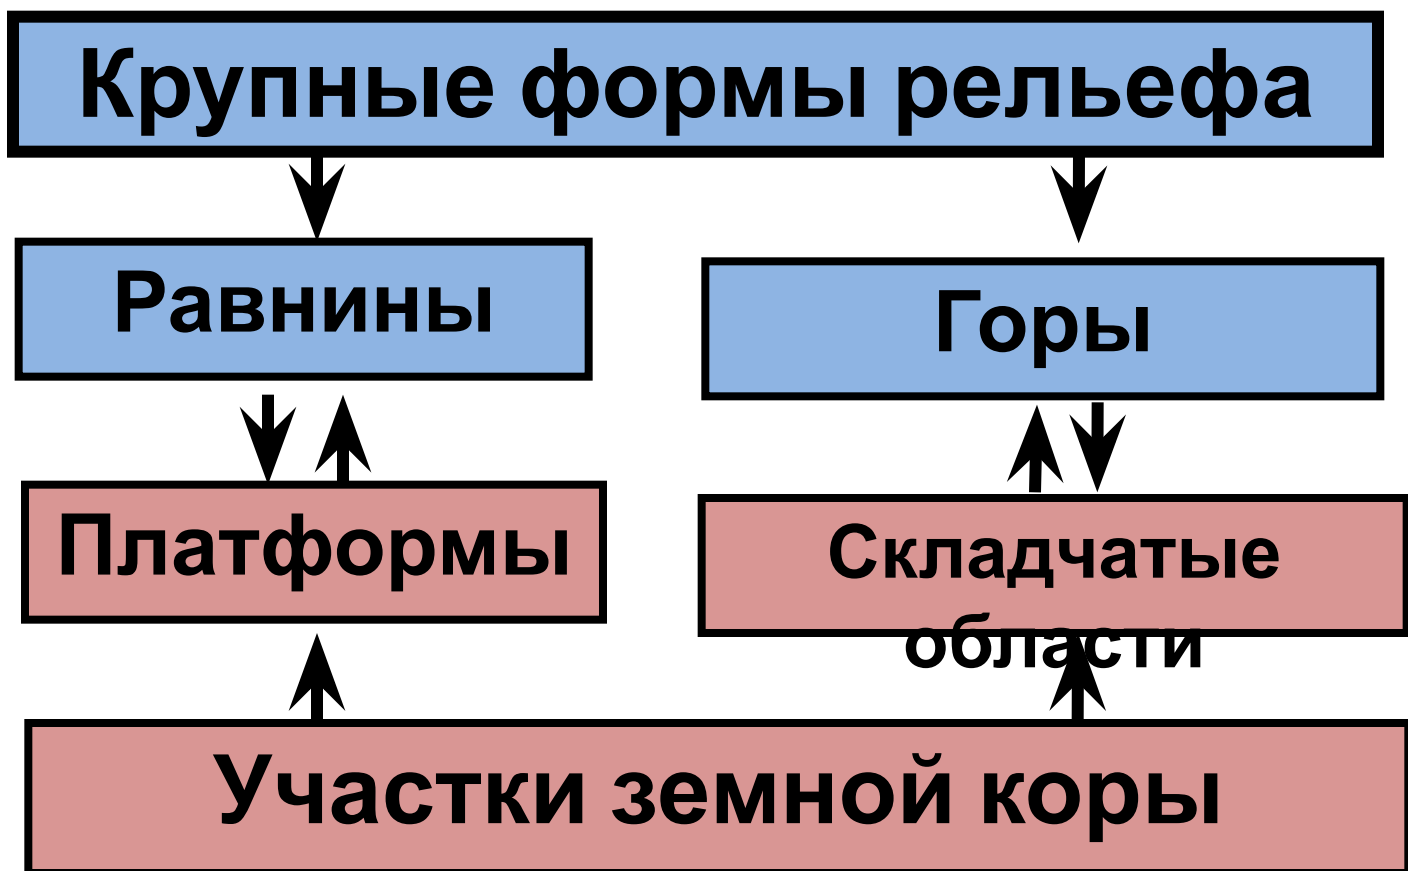 Крупные формы рельефа
Равнины
Горы
Платформы
Складчатые
области
Участки земной коры